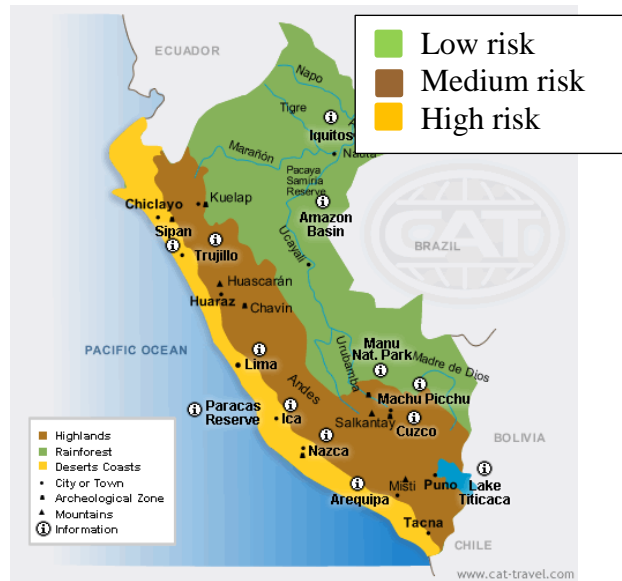 ECUADOR
Low risk
Medium risk
High risk
Napo
Tigre
Iquitos
Marañón
Nauta
Pacaya
Samiria
Reserve
Kuelap
Chiclayo
Amazon
Basin
Sipan
Trujillo
Ucayali
BRAZIL
CAT
Huascarán
Huaraz
Chavin
PACIFIC OCEAN
Manu
Nat. Park
Madre de Dios
Urubamba
Lima
Andes
Machu Picchu
Paracas
Reserve
Ica
Salkantay
Cuzco
BOLIVIA
Nazca
Highlands
Rainforest
Deserts Coasts
City or Town
Archeological Zone
Mountains
Information
Misti
Puno
Lake
Titicaca
Arequipa
Tacna
CHILE
www.cat-travel.com